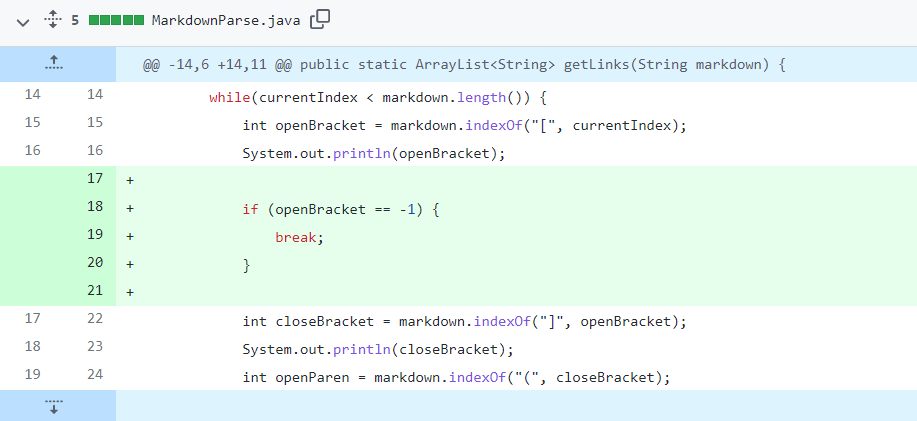 5 MarkdownParse.java
@@ -14,6 +14,11 @@ public static ArrayList<String> getLinks(String markdown) {
14 14 while(currentIndex < markdown.length()) {
15 15 int openBracket = markdown.indexOf("[", currentIndex);
16 16 System.out.println(openBracket);
17 +
18 + if (openBracket == -1) {
19 + break;
20 + }
21 +
17 22 int closeBracket = markdown.indexOf("]", openBracket);
18 23 System.out.println(closeBracket);
19 24 int openParen = markdown.indexOf("(", closeBracket);